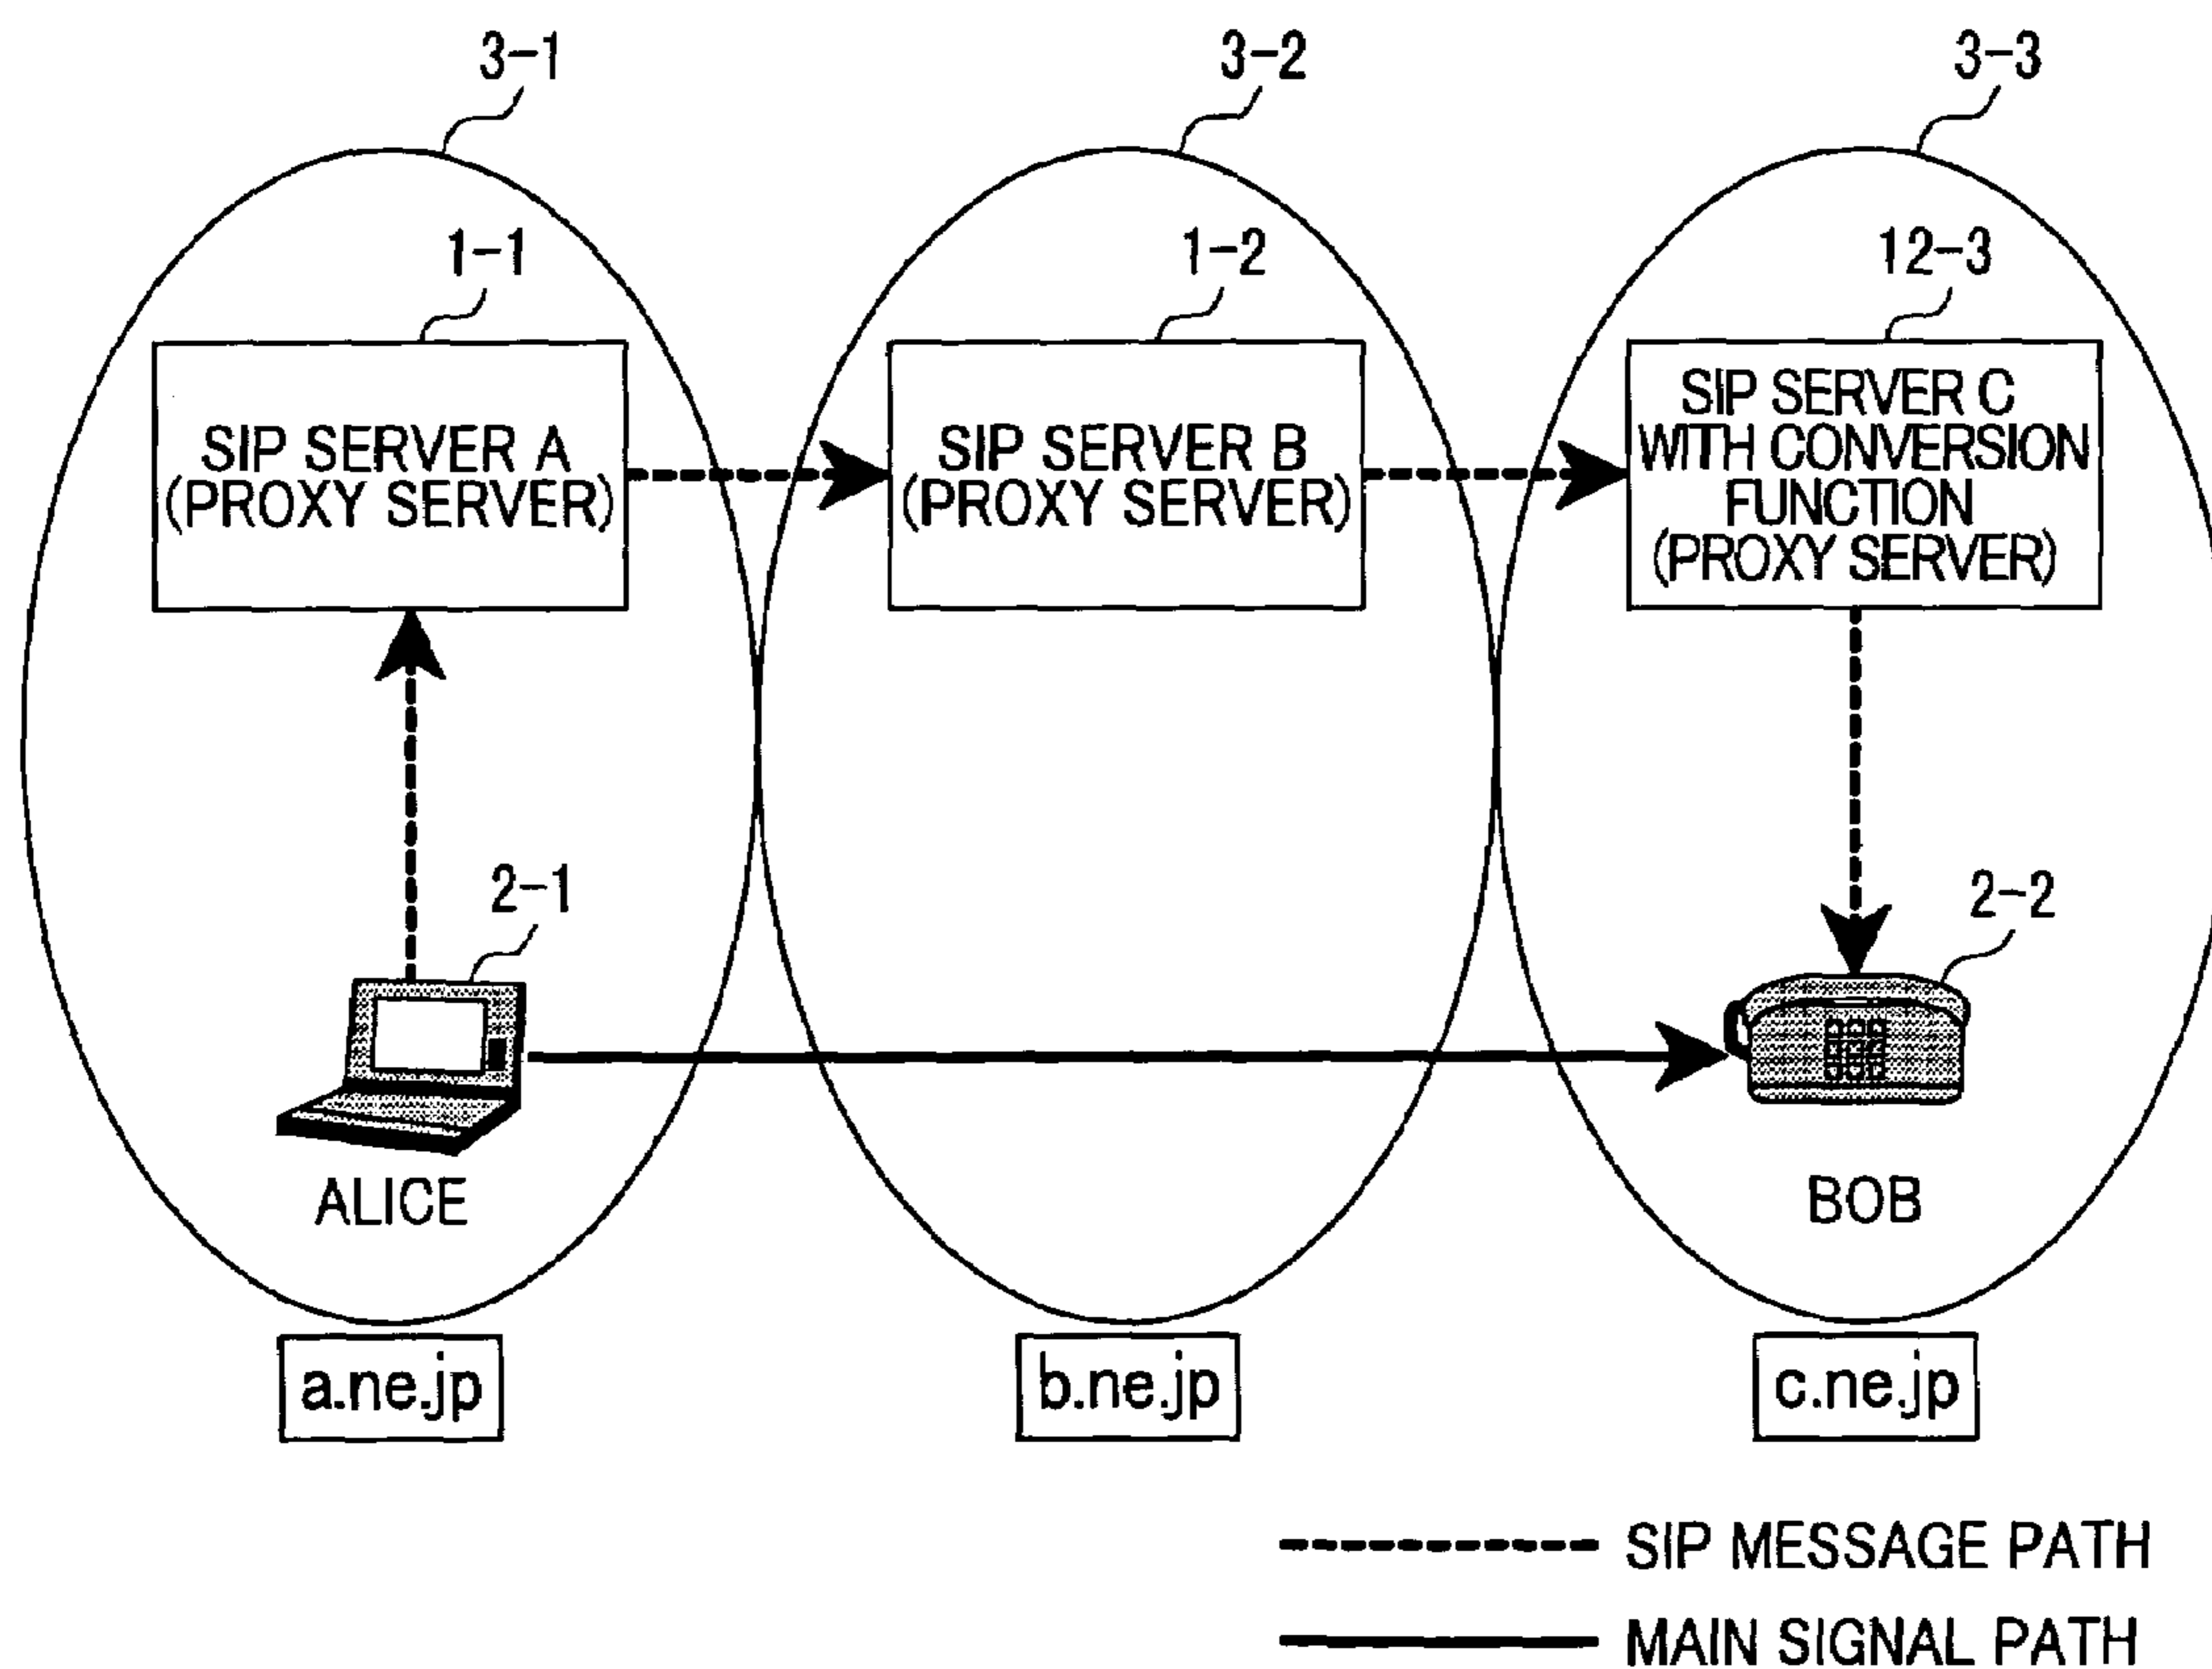 3-1
3-2
3-3
1-1
1-2
12-3
SIP SERVER A
(PROXY SERVER)
SIP SERVER B
(PROXY SERVER)
SIP SERVER C
WITH CONVERSION
FUNCTION
(PROXY SERVER)
2-1
2-2
ALICE
BOB
a.ne.jp
b.ne.jp
c.ne.jp
SIP MESSAGE PATH
MAIN SIGNAL PATH